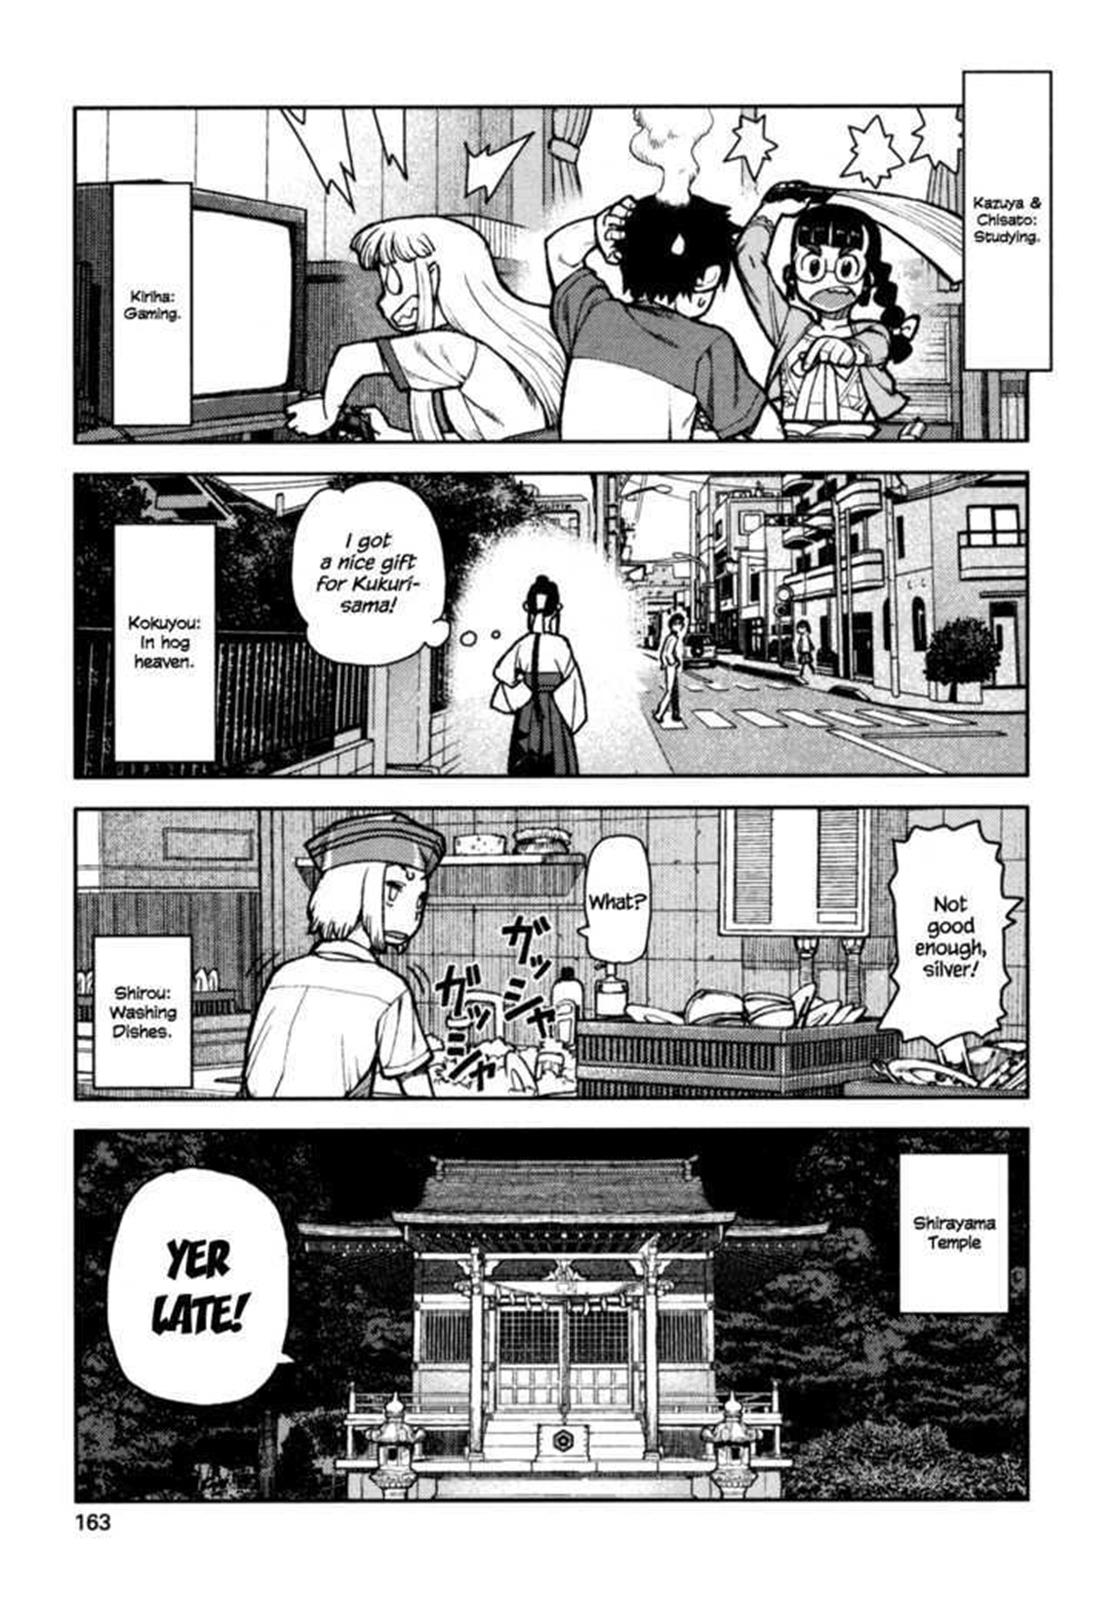 Kazuya &
Chisato:
Studying.
Kiriha:
Gaming.
I got
a nice gift
for Kukuri-
sama!
Kokuyou:
In hog
heaven.
Not
good
enough,
silver!
What?
ガッシャ
ガッシャ
Shirou:
Washing
Dishes.
Shirayama
Temple
YER
LATE!
163